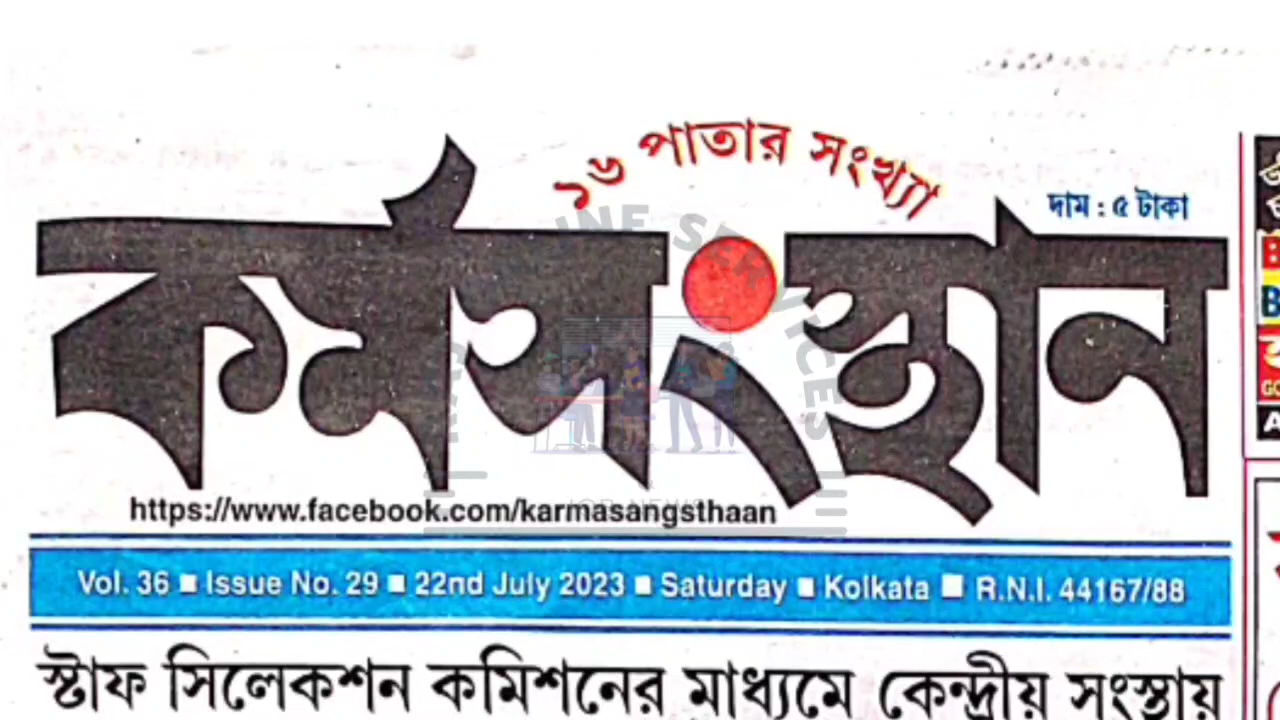 ১৬ পাতার সংখ্যা
দাম : ৫ টাকা
কর্মসংস্থান
https://www.facebook.com/karmasangsthaan
Vol. 36 ■ Issue No. 29 ■ 22nd July 2023 ■ Saturday ■ Kolkata ■ R.N.I. 44167/88
স্টাফ সিলেকশন কমিশনের মাধ্যমে কেন্দ্রীয় সংস্থায়